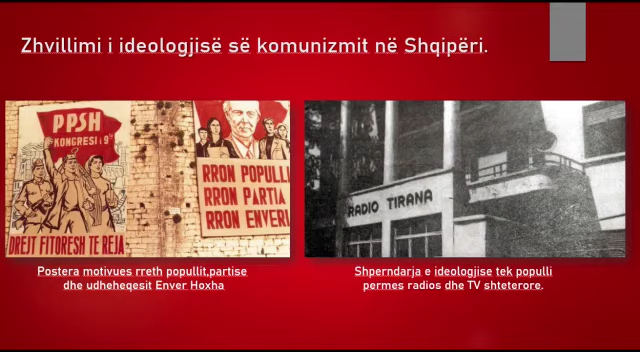 Zhvillimi i ideologjisë së komunizmit në Shqipëri.
PPSH
KONGRESI i 9
DREJT FITORESH TE REJA
RRON POPULLI
RRON PARTIA
RRON ENVERI
RADIO TIRANA
Postera motivues rreth popullit,partise
dhe udheheqesit Enver Hoxha
Shperndarja e ideologjise tek populli
permes radios dhe TV shteterore.